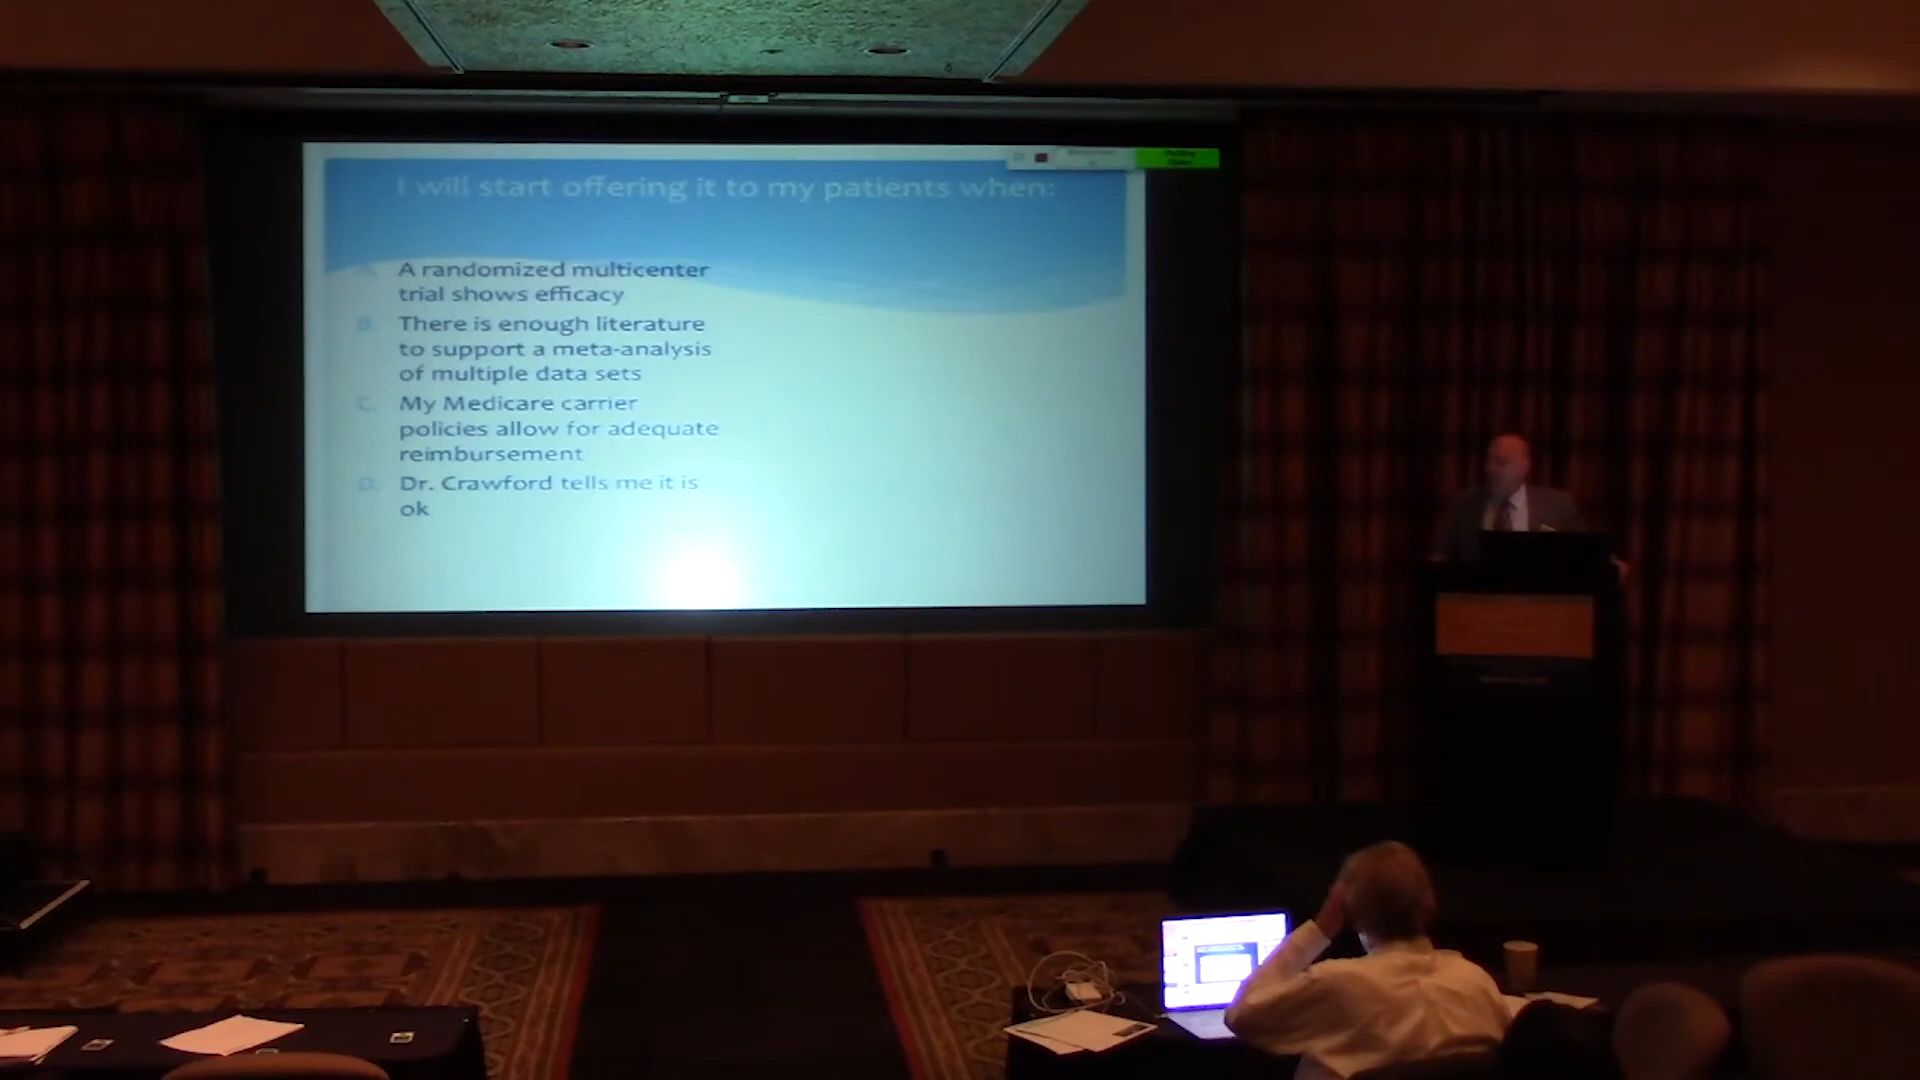 I will start offering it to my patients when:
A. A randomized multicenter
trial shows efficacy
B. There is enough literature
to support a meta-analysis
of multiple data sets
C. My Medicare carrier
policies allow for adequate
reimbursement
D. Dr. Crawford tells me it is
ok